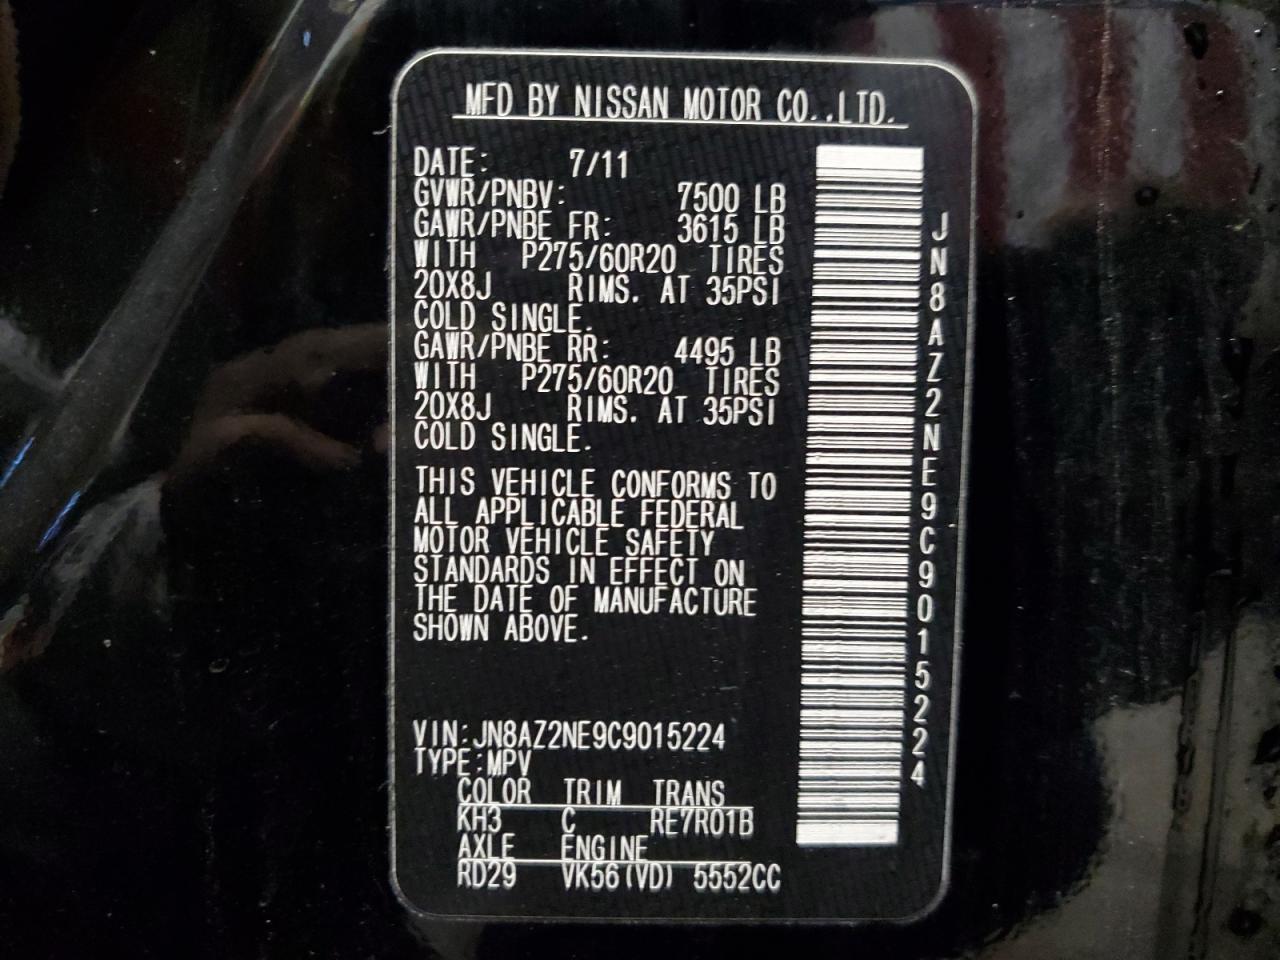 MFD BY NISSAN MOTOR CO.,LTD.
DATE: 7/11
GVWR/PNBV: 7500 LB
GAWR/PNBE FR: 3615 LB
WITH P275/60R20 TIRES
20X8J RIMS. AT 35PSI
COLD SINGLE.
GAWR/PNBE RR: 4495 LB
WITH P275/60R20 TIRES
20X8J RIMS. AT 35PSI
COLD SINGLE.
THIS VEHICLE CONFORMS TO
ALL APPLICABLE FEDERAL
MOTOR VEHICLE SAFETY
STANDARDS IN EFFECT ON
THE DATE OF MANUFACTURE
SHOWN ABOVE.
VIN:JN8AZ2NE9C9015224
TYPE:MPV
COLOR TRIM TRANS
KH3 C RE7R01B
AXLE ENGINE
RD29 VK56(VD) 5552CC
JN8AZ2NE9C9015224